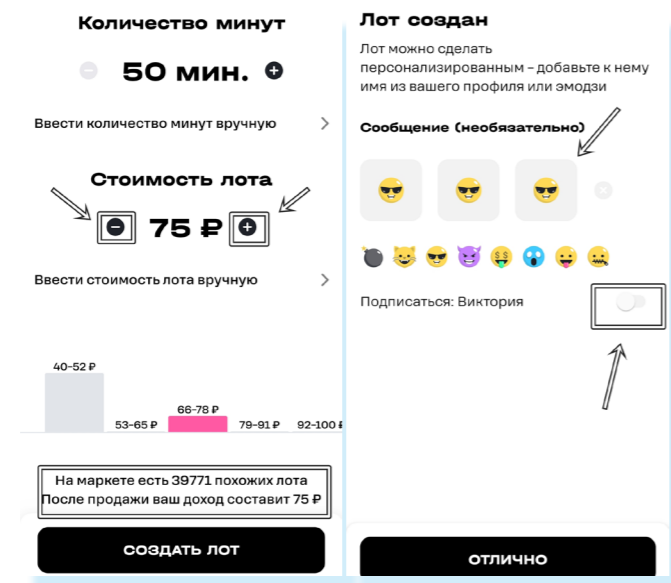 Количество минут
50 мин.
Ввести количество минут вручную
Стоимость лота
75 ₽
Ввести стоимость лота вручную
40-52 ₽
53-65 ₽
66-78 ₽
79-91 ₽
92-100
На маркете есть 39771 похожих лота
После продажи ваш доход составит 75 ₽
СОЗДАТЬ ЛОТ
Лот создан
Лот можно сделать
персонализированным – добавьте к нему
имя из вашего профиля или эмодзи
Сообщение (необязательно)
Подписаться: Виктория
ОТЛИЧНО